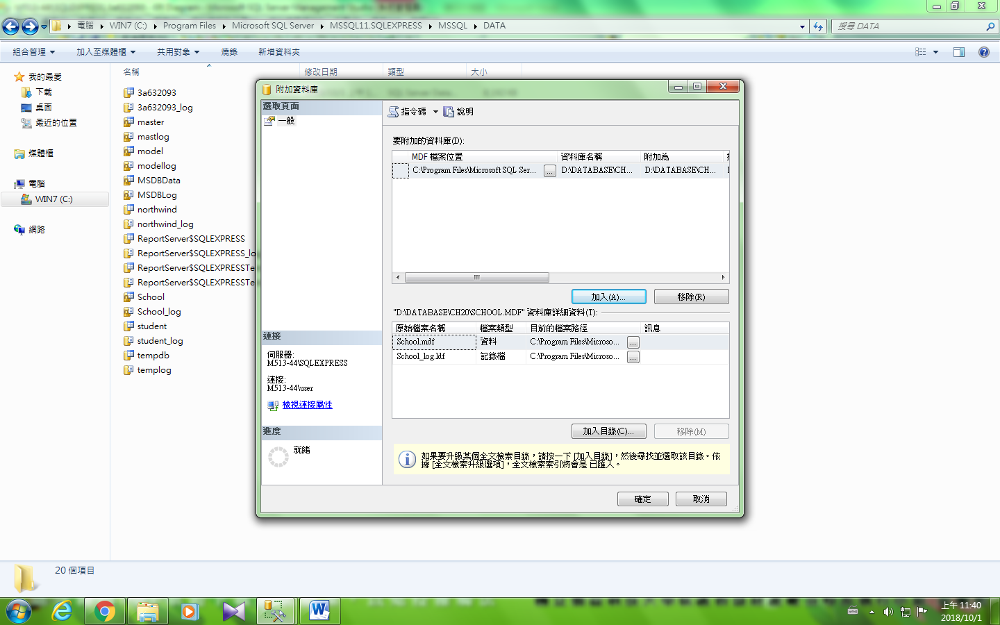 電腦 WIN7 (C:) Program Files Microsoft SQL Server MSSQL11.SQLEXPRESS MSSQL DATA
搜尋 DATA
組合管理 加入至媒體櫃 共用對象 燒錄 新增資料夾
我的最愛
下載
桌面
最近的位置
媒體櫃
電腦
WIN7 (C:)
網路
名稱 修改日期 類型 大小
3a632093
3a632093_log
master
mastlog
model
modellog
MSDBData
MSDBLog
northwind
northwind_log
ReportServer$SQLEXPRESS
ReportServer$SQLEXPRESS_lo
ReportServer$SQLEXPRESSTe
ReportServer$SQLEXPRESSTe
School
School_log
student
student_log
tempdb
templog
附加資料庫
選取頁面
一般
連接
伺服器:
M513-44\SQLEXPRESS
連接:
M513-44\user
檢視連接屬性
進度
就緒
指令碼 說明
要附加的資料庫(D):
MDF 檔案位置 資料庫名稱 附加為
C:\Program Files\Microsoft SQL Ser... ... D:\DATABASE\CH... D:\DATABASE\CH...
加入(A)... 移除(R)
"D:\DATABASE\CH20\SCHOOL.MDF" 資料庫詳細資料(T):
原始檔案名稱 檔案類型 目前的檔案路徑 訊息
School.mdf 資料 C:\Program Files\Microso... ...
School_log.ldf 記錄檔 C:\Program Files\Microso... ...
加入目錄(C)... 移除(M)
如果要升級某個全文檢索目錄，請按一下 [加入目錄]，然後尋找並選取該目錄。依
據 [全文檢索升級選項]，全文檢索索引將會是 已匯入。
確定 取消
20 個項目
上午 11:40
2018/10/1